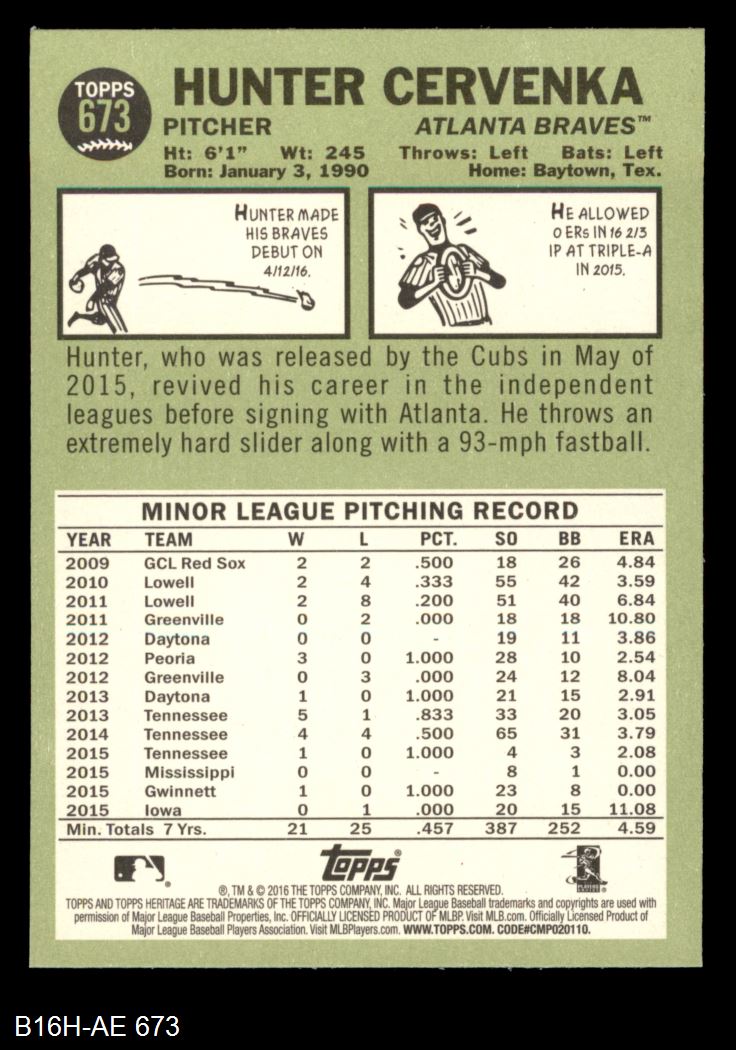 TOPPS
673
HUNTER CERVENKA
PITCHER ATLANTA BRAVES™
Ht: 6'1" Wt: 245 Throws: Left Bats: Left
Born: January 3, 1990 Home: Baytown, Tex.
HUNTER MADE
HIS BRAVES
DEBUT ON
4/12/16.
HE ALLOWED
0 ERS IN 16 2/3
IP AT TRIPLE-A
IN 2015.
Hunter, who was released by the Cubs in May of
2015, revived his career in the independent
leagues before signing with Atlanta. He throws an
extremely hard slider along with a 93-mph fastball.
MINOR LEAGUE PITCHING RECORD
YEAR TEAM W L PCT. SO BB ERA
2009 GCL Red Sox 2 2 .500 18 26 4.84
2010 Lowell 2 4 .333 55 42 3.59
2011 Lowell 2 8 .200 51 40 6.84
2011 Greenville 0 2 .000 18 18 10.80
2012 Daytona 0 0 - 19 11 3.86
2012 Peoria 3 0 1.000 28 10 2.54
2012 Greenville 0 3 .000 24 12 8.04
2013 Daytona 1 0 1.000 21 15 2.91
2013 Tennessee 5 1 .833 33 20 3.05
2014 Tennessee 4 4 .500 65 31 3.79
2015 Tennessee 1 0 1.000 4 3 2.08
2015 Mississippi 0 0 - 8 1 0.00
2015 Gwinnett 1 0 1.000 23 8 0.00
2015 Iowa 0 1 .000 20 15 11.08
Min. Totals 7 Yrs. 21 25 .457 387 252 4.59
Topps®
®, TM & © 2016 THE TOPPS COMPANY, INC. ALL RIGHTS RESERVED.
TOPPS AND TOPPS HERITAGE ARE TRADEMARKS OF THE TOPPS COMPANY, INC. Major League Baseball trademarks and copyrights are used with
permission of Major League Baseball Properties, Inc. OFFICIALLY LICENSED PRODUCT OF MLBP. Visit MLB.com. Officially Licensed Product of
Major League Baseball Players Association. Visit MLBPlayers.com. WWW.TOPPS.COM. CODE#CMP020110.
B16H-AE 673